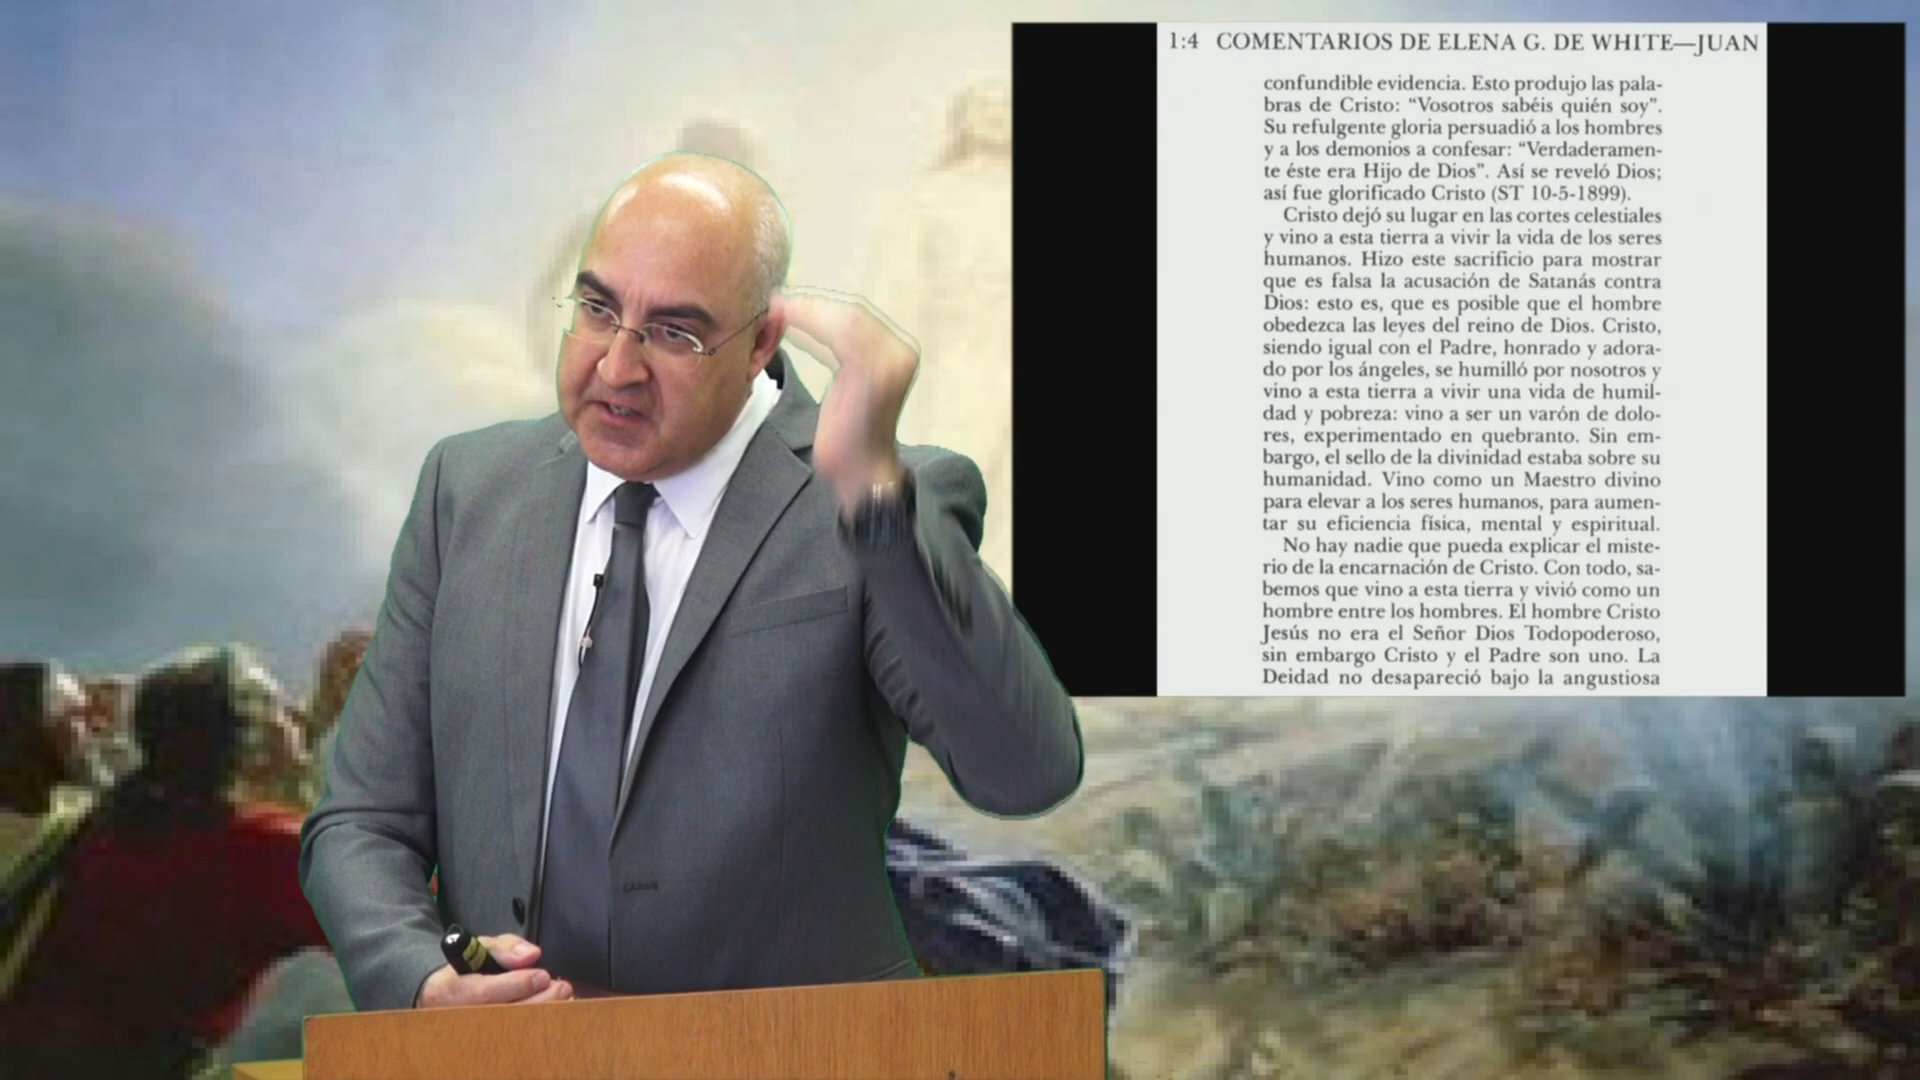 1:4 COMENTARIOS DE ELENA G. DE WHITE—JUAN
confundible evidencia. Esto produjo las pala-
bras de Cristo: “Vosotros sabéis quién soy”.
Su refulgente gloria persuadió a los hombres
y a los demonios a confesar: “Verdaderamen-
te éste era Hijo de Dios”. Así se reveló Dios;
así fue glorificado Cristo (ST 10-5-1899).
Cristo dejó su lugar en las cortes celestiales
y vino a esta tierra a vivir la vida de los seres
humanos. Hizo este sacrificio para mostrar
que es falsa la acusación de Satanás contra
Dios: esto es, que es posible que el hombre
obedezca las leyes del reino de Dios. Cristo,
siendo igual con el Padre, honrado y adora-
do por los ángeles, se humilló por nosotros y
vino a esta tierra a vivir una vida de humil-
dad y pobreza: vino a ser un varón de dolo-
res, experimentado en quebranto. Sin em-
bargo, el sello de la divinidad estaba sobre su
humanidad. Vino como un Maestro divino
para elevar a los seres humanos, para aumen-
tar su eficiencia física, mental y espiritual.
No hay nadie que pueda explicar el miste-
rio de la encarnación de Cristo. Con todo, sa-
bemos que vino a esta tierra y vivió como un
hombre entre los hombres. El hombre Cristo
Jesús no era el Señor Dios Todopoderoso,
sin embargo Cristo y el Padre son uno. La
Deidad no desapareció bajo la angustiosa